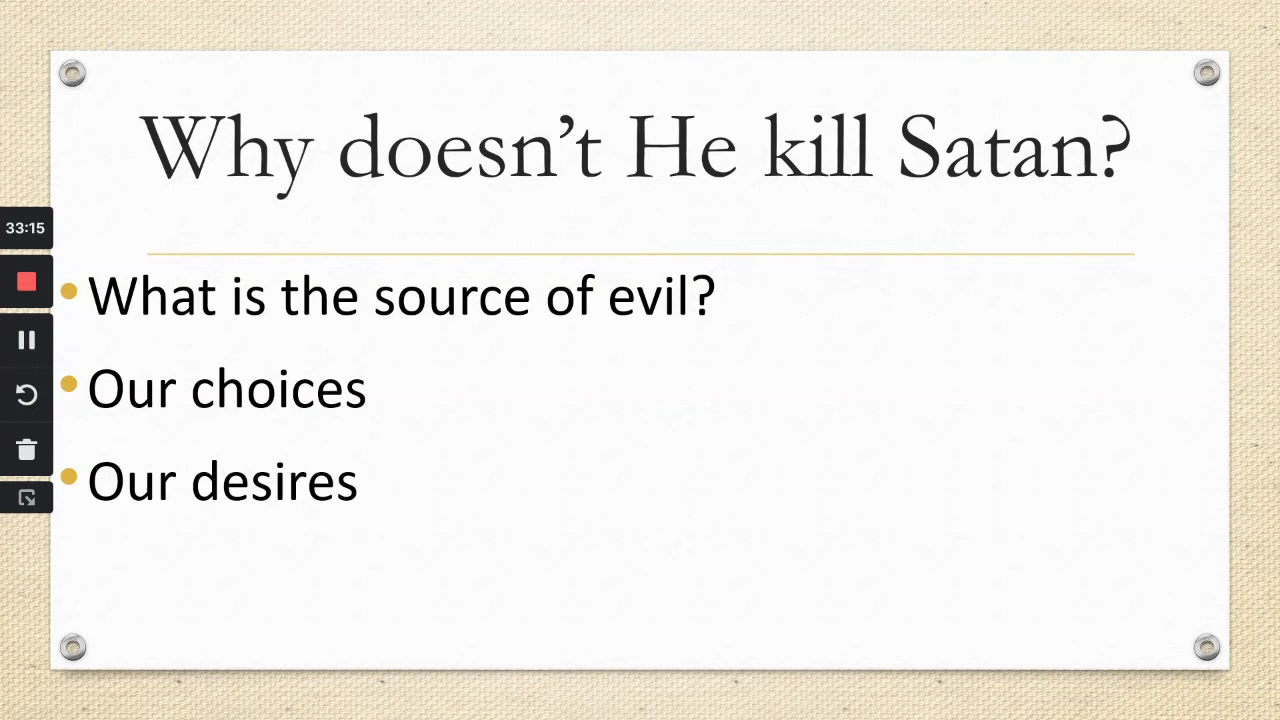 Why doesn’t He kill Satan?
33:15
What is the source of evil?
Our choices
Our desires